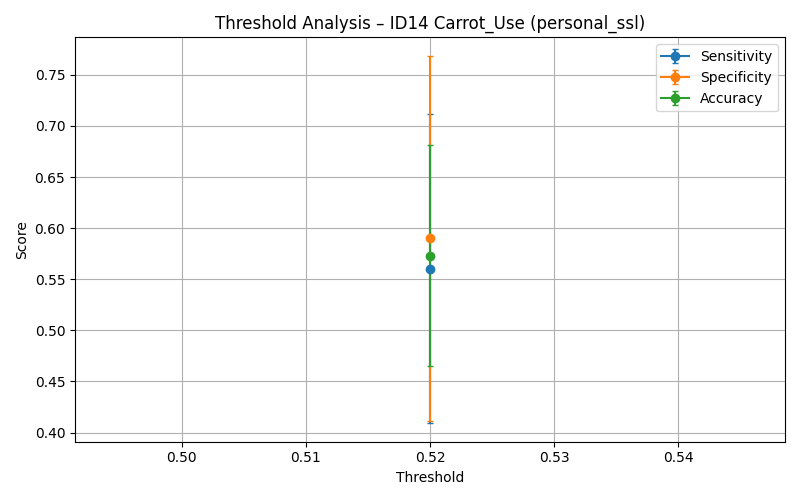 Threshold Analysis – ID14 Carrot_Use (personal_ssl)
Sensitivity
Specificity
Accuracy
Score
0.75
0.70
0.65
0.60
0.55
0.50
0.45
0.40
0.50 0.51 0.52 0.53 0.54
Threshold